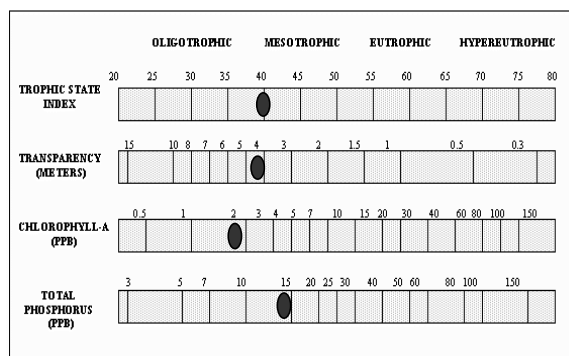 OLIGOTROPHIC MESOTROPHIC EUTROPHIC HYPEREUTROPHIC
20 25 30 35 40 45 50 55 60 65 70 75 80
TROPHIC STATE
INDEX
15 10 8 7 6 5 4 3 2 1.5 1 0.5 0.3
TRANSPARENCY
(METERS)
0.5 1 2 3 4 5 7 10 15 20 30 40 60 80 100 150
CHLOROPHYLL-A
(PPB)
3 5 7 10 15 20 25 30 40 50 60 80 100 150
TOTAL
PHOSPHORUS
(PPB)